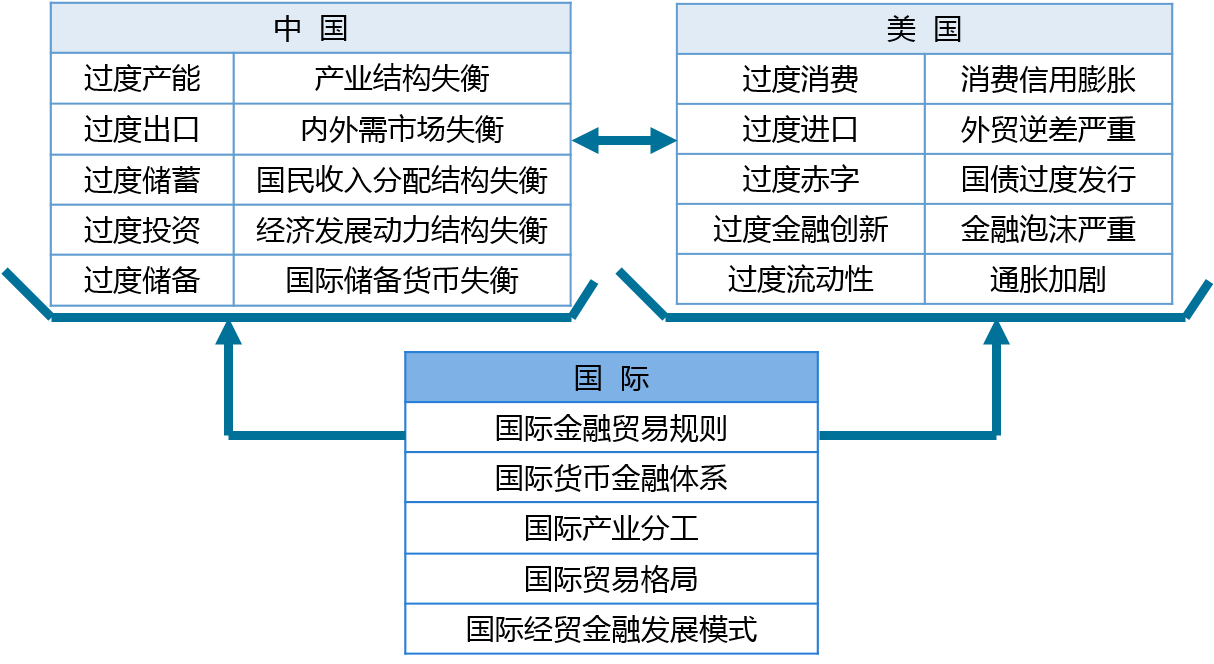 中 国
过度产能 产业结构失衡
过度出口 内外需市场失衡
过度储蓄 国民收入分配结构失衡
过度投资 经济发展动力结构失衡
过度储备 国际储备货币失衡
美 国
过度消费 消费信用膨胀
过度进口 外贸逆差严重
过度赤字 国债过度发行
过度金融创新 金融泡沫严重
过度流动性 通胀加剧
国 际
国际金融贸易规则
国际货币金融体系
国际产业分工
国际贸易格局
国际经贸金融发展模式